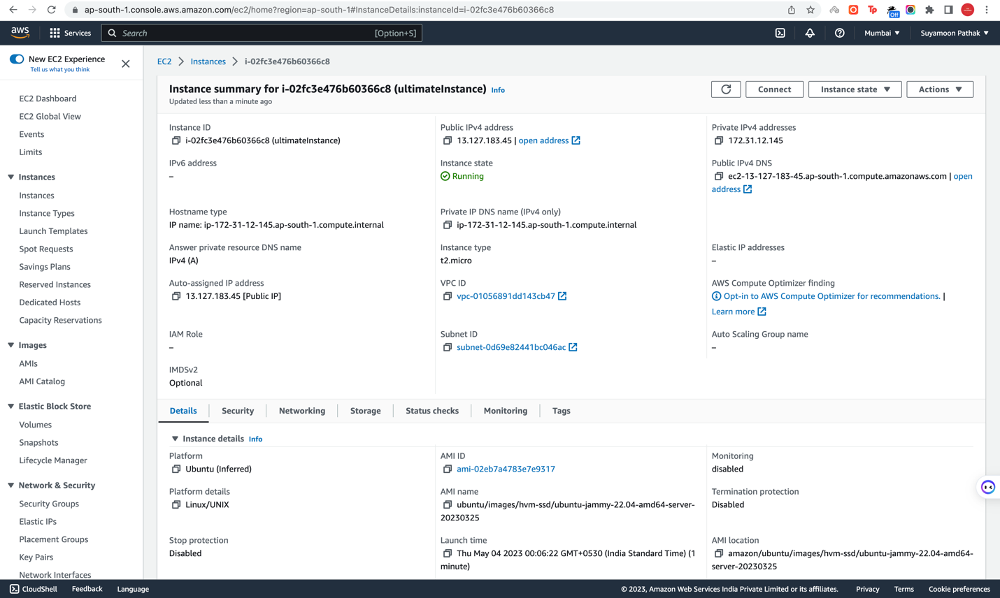 ap-south-1.console.aws.amazon.com/ec2/home?region=ap-south-1#InstanceDetails:instanceId=i-02fc3e476b60366c8
Off
aws
Services
Search
[Option+S]
Mumbai ▼
Suyamoon Pathak ▼
New EC2 Experience
Tell us what you think
EC2 Dashboard
EC2 Global View
Events
Limits
Instances
Instances
Instance Types
Launch Templates
Spot Requests
Savings Plans
Reserved Instances
Dedicated Hosts
Capacity Reservations
Images
AMIs
AMI Catalog
Elastic Block Store
Volumes
Snapshots
Lifecycle Manager
Network & Security
Security Groups
Elastic IPs
Placement Groups
Key Pairs
Network Interfaces
EC2 > Instances > i-02fc3e476b60366c8
Instance summary for i-02fc3e476b60366c8 (ultimateInstance) Info
Updated less than a minute ago
Connect
Instance state ▼
Actions ▼
Instance ID
i-02fc3e476b60366c8 (ultimateInstance)
Public IPv4 address
13.127.183.45 | open address
Private IPv4 addresses
172.31.12.145
IPv6 address
–
Instance state
Running
Public IPv4 DNS
ec2-13-127-183-45.ap-south-1.compute.amazonaws.com | open
address
Hostname type
IP name: ip-172-31-12-145.ap-south-1.compute.internal
Private IP DNS name (IPv4 only)
ip-172-31-12-145.ap-south-1.compute.internal
Answer private resource DNS name
IPv4 (A)
Instance type
t2.micro
Elastic IP addresses
–
Auto-assigned IP address
13.127.183.45 [Public IP]
VPC ID
vpc-01056891dd143cb47
AWS Compute Optimizer finding
Opt-in to AWS Compute Optimizer for recommendations. |
Learn more
IAM Role
–
Subnet ID
subnet-0d69e82441bc046ac
Auto Scaling Group name
–
IMDSv2
Optional
Details
Security
Networking
Storage
Status checks
Monitoring
Tags
Instance details Info
Platform
Ubuntu (Inferred)
AMI ID
ami-02eb7a4783e7e9317
Monitoring
disabled
Platform details
Linux/UNIX
AMI name
ubuntu/images/hvm-ssd/ubuntu-jammy-22.04-amd64-server-
20230325
Termination protection
Disabled
Stop protection
Disabled
Launch time
Thu May 04 2023 00:06:22 GMT+0530 (India Standard Time) (1
minute)
AMI location
amazon/ubuntu/images/hvm-ssd/ubuntu-jammy-22.04-amd64-
server-20230325
CloudShell
Feedback
Language
© 2023, Amazon Web Services India Private Limited or its affiliates.
Privacy
Terms
Cookie preferences